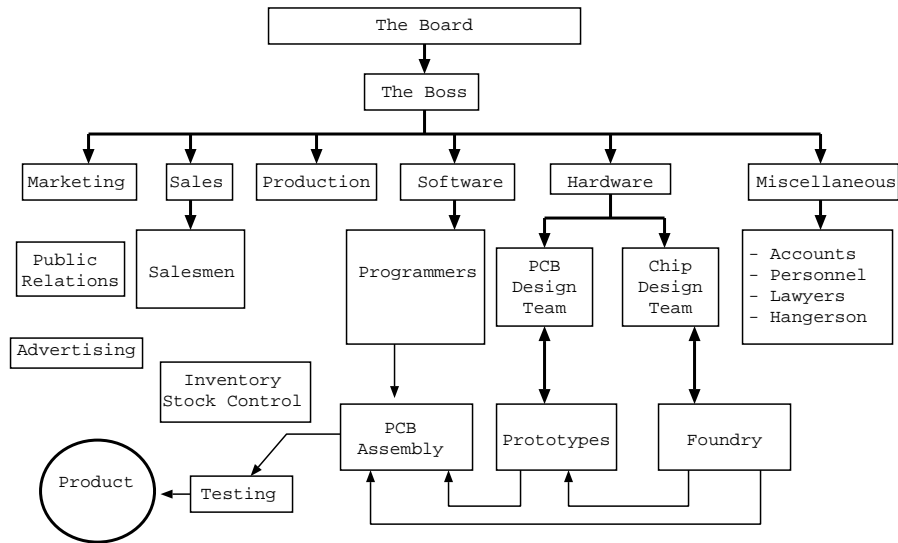 The Board
The Boss
Marketing
Sales
Production
Software
Hardware
Miscellaneous
Public
Relations
Salesmen
Programmers
PCB
Design
Team
Chip
Design
Team
- Accounts
- Personnel
- Lawyers
- Hangerson
Advertising
Inventory
Stock Control
PCB
Assembly
Prototypes
Foundry
Product
Testing